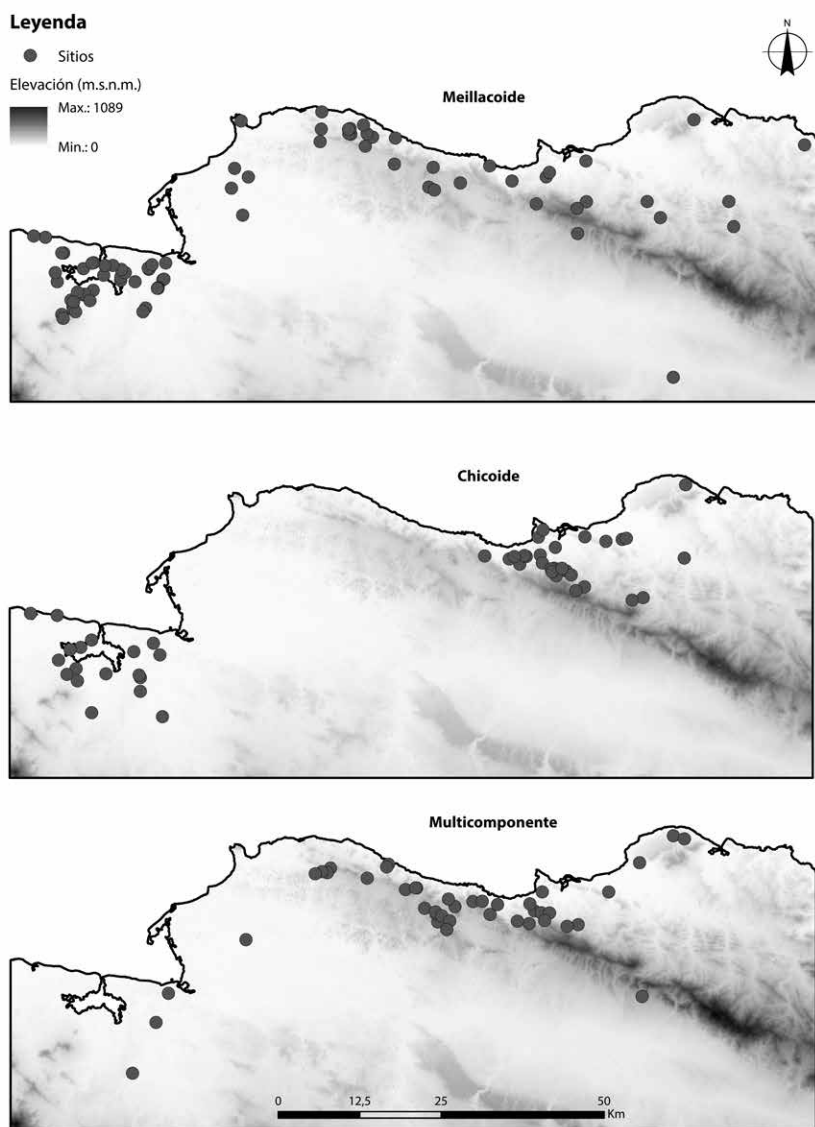 Leyenda
Sitios
Elevación (m.s.n.m.)
Max.: 1089
Min.: 0
N
Meillacoide
Chicoide
Multicomponente
0 12,5 25 50
Km